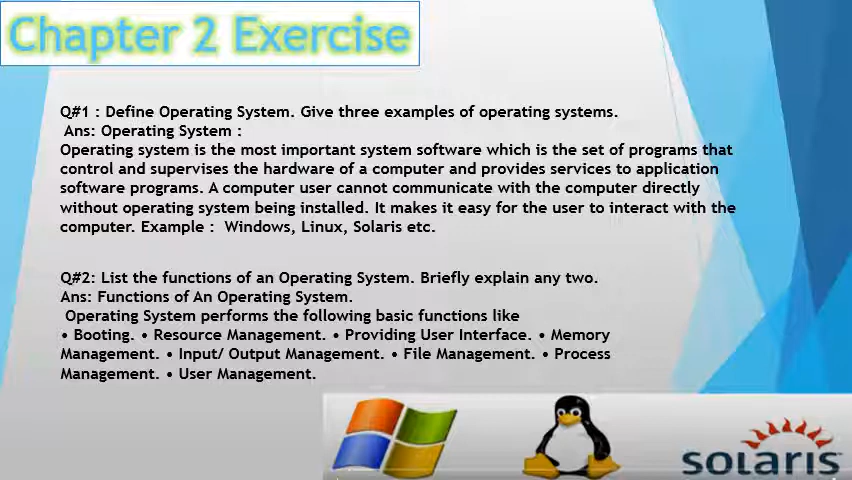 Chapter 2 Exercise
Q#1 : Define Operating System. Give three examples of operating systems.
Ans: Operating System :
Operating system is the most important system software which is the set of programs that
control and supervises the hardware of a computer and provides services to application
software programs. A computer user cannot communicate with the computer directly
without operating system being installed. It makes it easy for the user to interact with the
computer. Example :  Windows, Linux, Solaris etc.
Q#2: List the functions of an Operating System. Briefly explain any two.
Ans: Functions of An Operating System.
Operating System performs the following basic functions like
• Booting. • Resource Management. • Providing User Interface. • Memory
Management. • Input/ Output Management. • File Management. • Process
Management. • User Management.
solaris